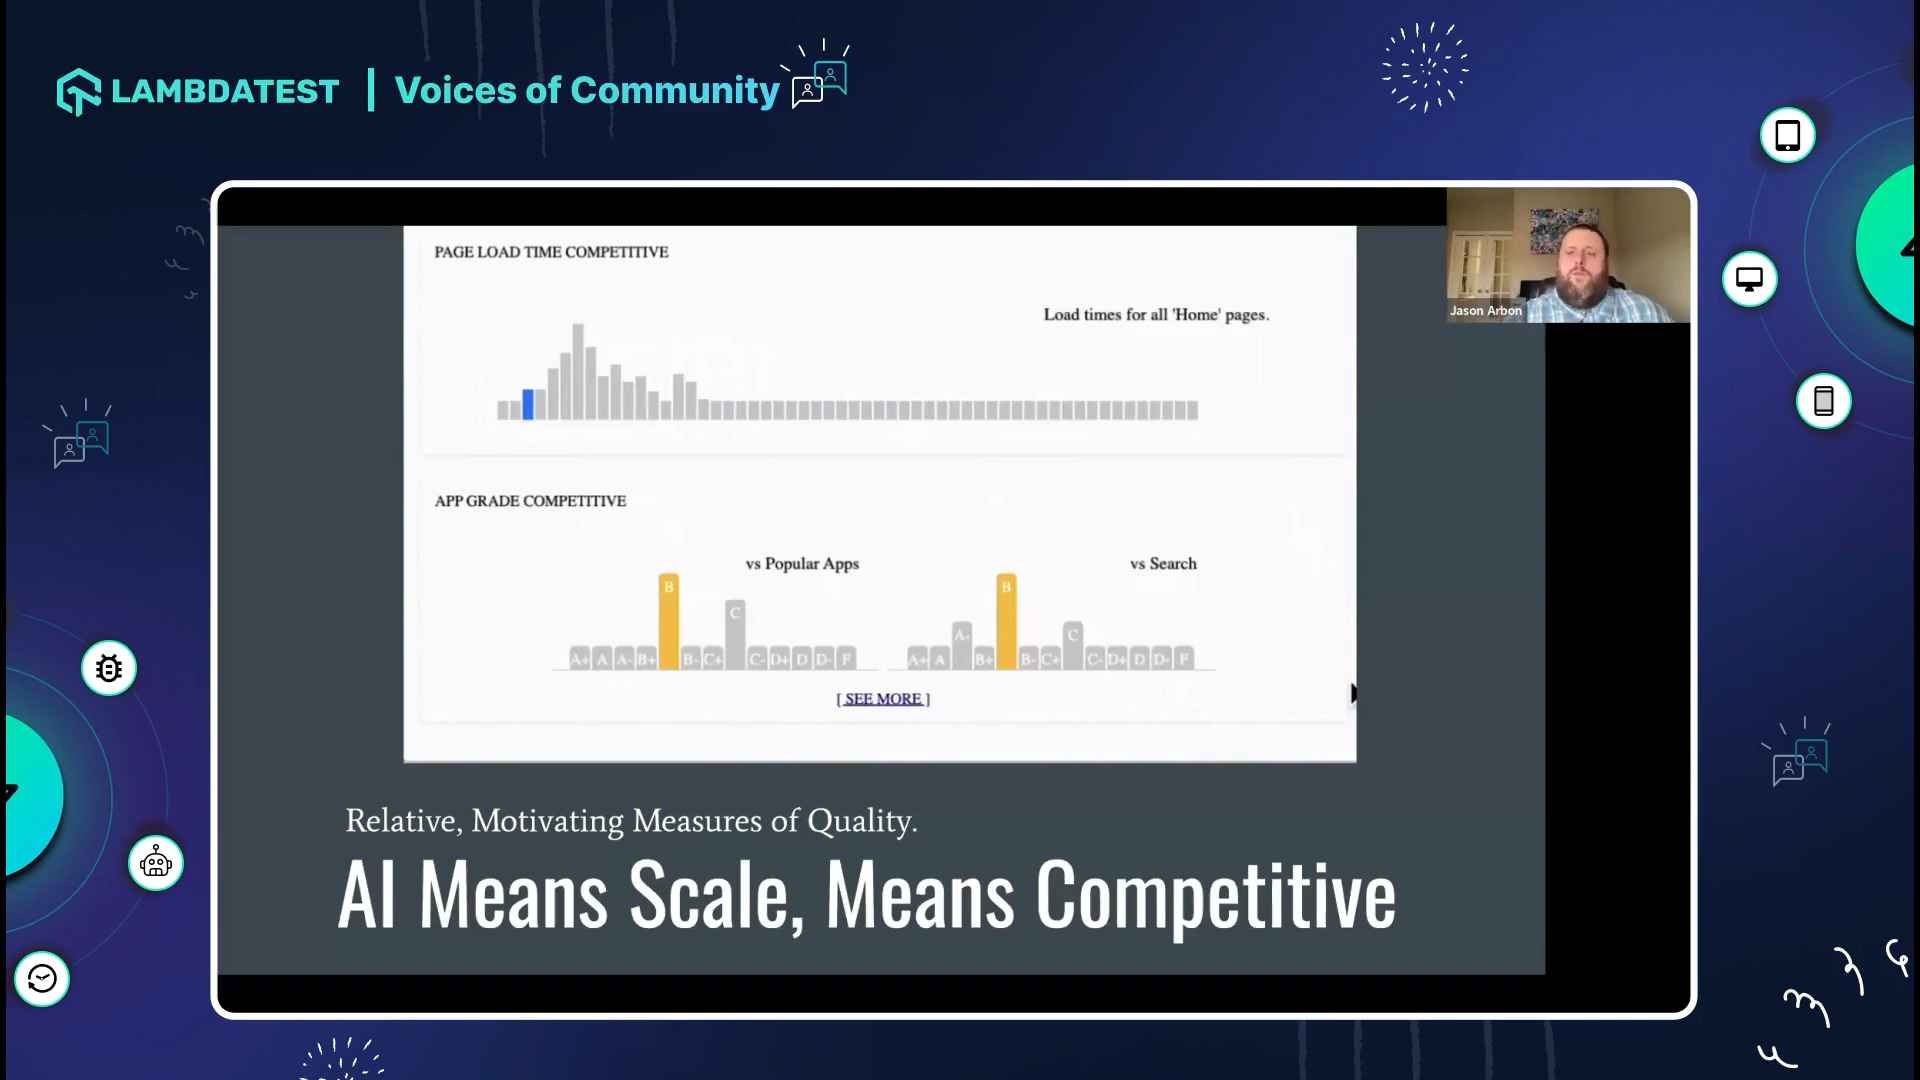 LAMBDATEST | Voices of Community
PAGE LOAD TIME COMPETITIVE
Load times for all 'Home' pages.
Jason Arbon
APP GRADE COMPETITIVE
vs Popular Apps
vs Search
B
C
A+ A A- B+ B- C+ C- D+ D D- F
B
A-
C
A+ A B+ B- C+ C- D+ D D- F
[ SEE MORE ]
Relative, Motivating Measures of Quality.
AI Means Scale, Means Competitive